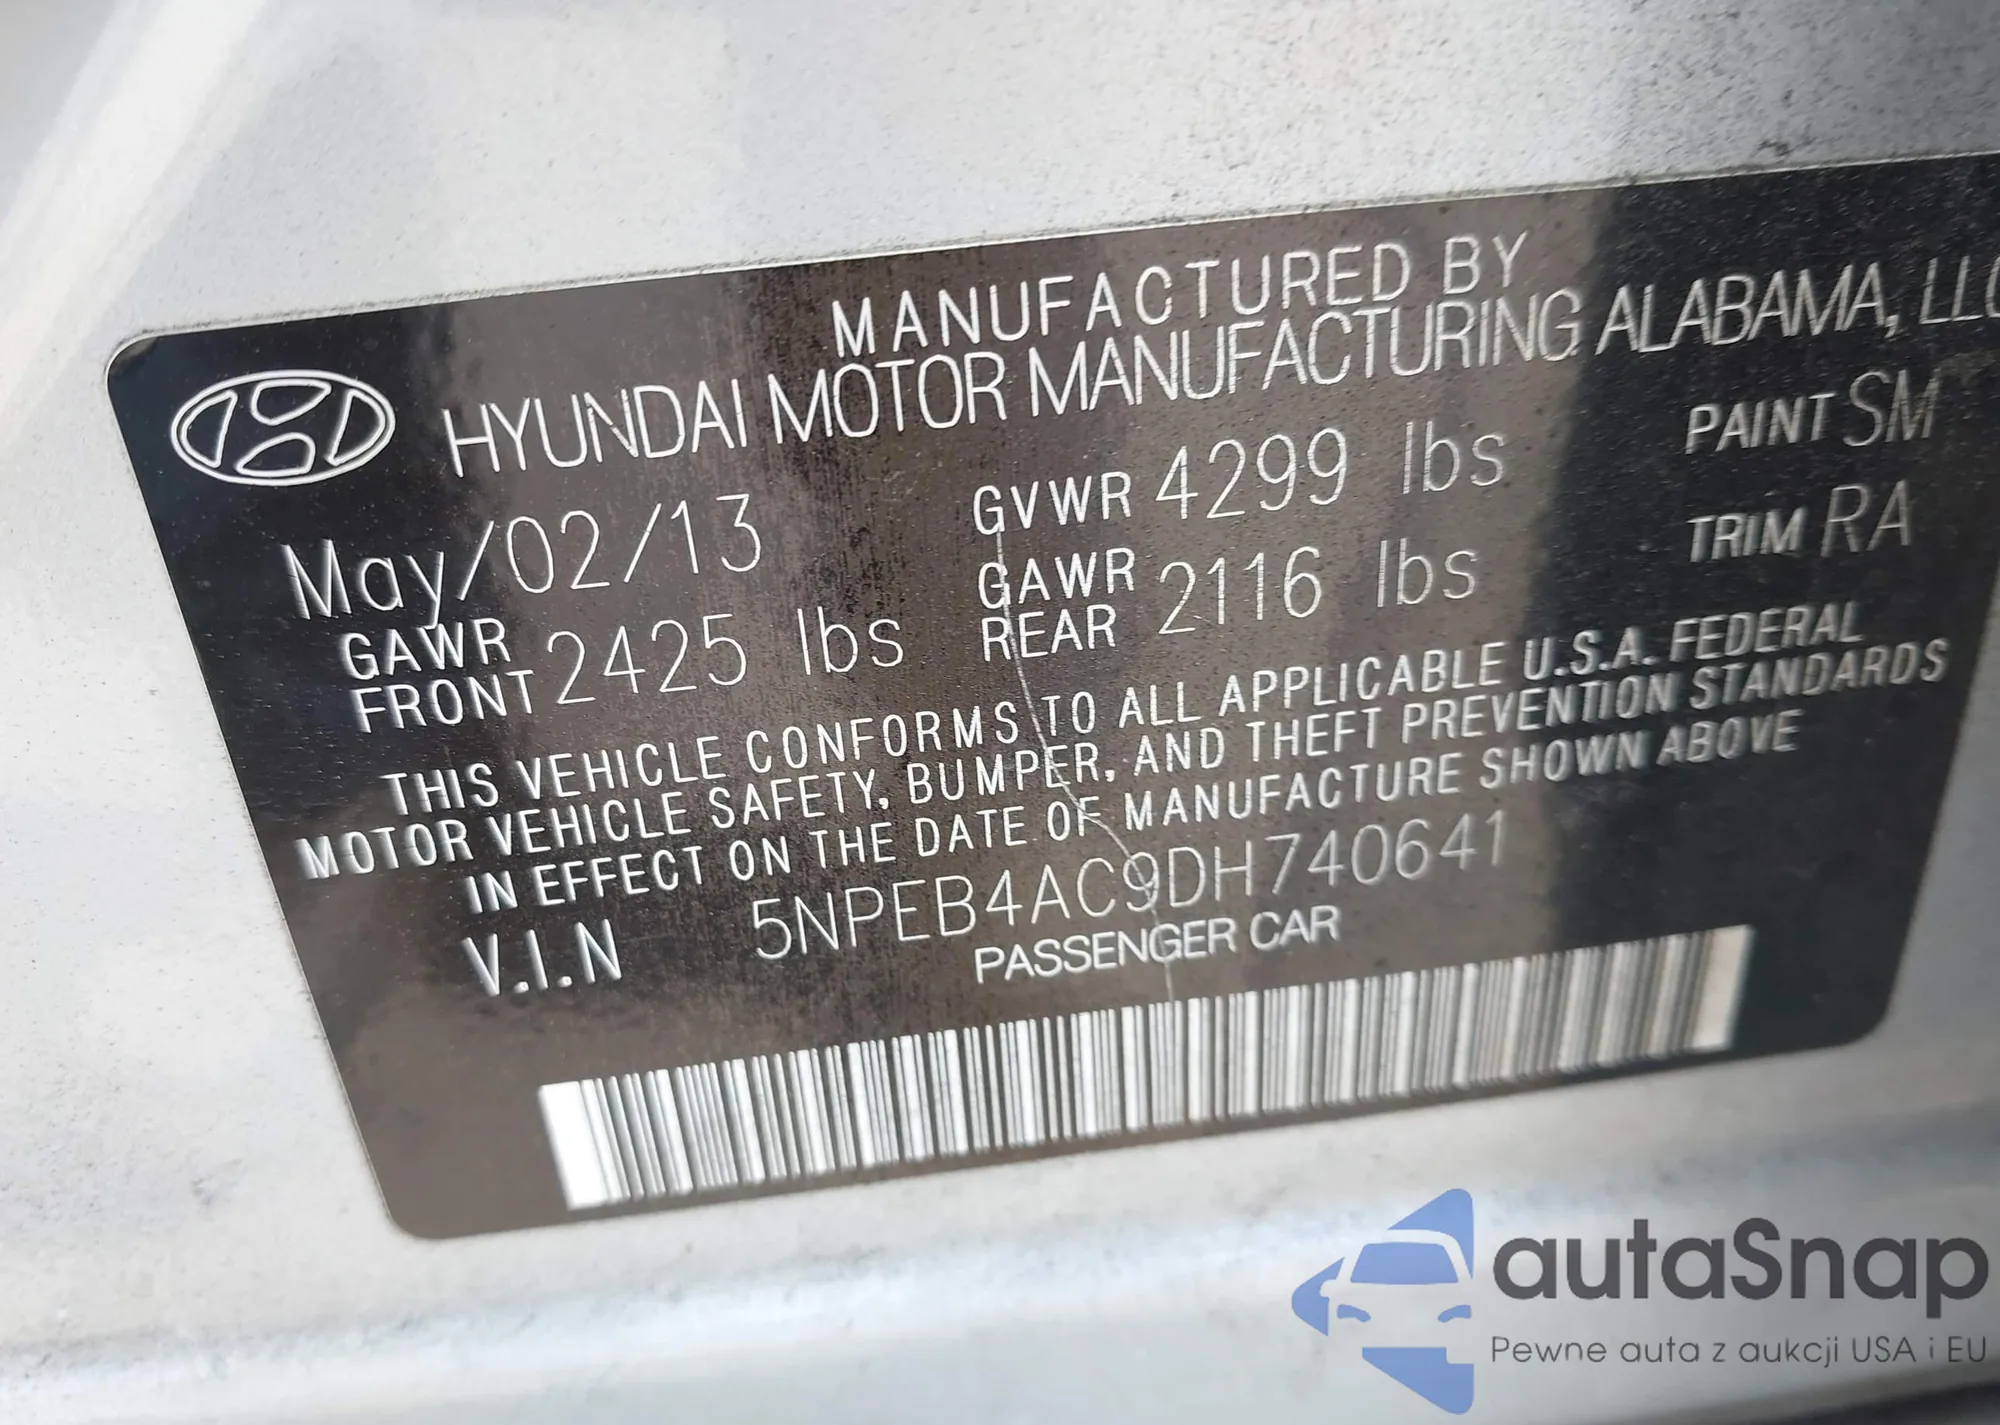 MANUFACTURED BY
HYUNDAI MOTOR MANUFACTURING ALABAMA, LLC
May/02/13 GVWR 4299 lbs PAINT SM
GAWR FRONT 2425 lbs GAWR REAR 2116 lbs TRIM RA
THIS VEHICLE CONFORMS TO ALL APPLICABLE U.S.A. FEDERAL
MOTOR VEHICLE SAFETY, BUMPER, AND THEFT PREVENTION STANDARDS
IN EFFECT ON THE DATE OF MANUFACTURE SHOWN ABOVE
V.I.N 5NPEB4AC9DH740641
PASSENGER CAR
autaSnap
Pewne auta z aukcji USA i EU